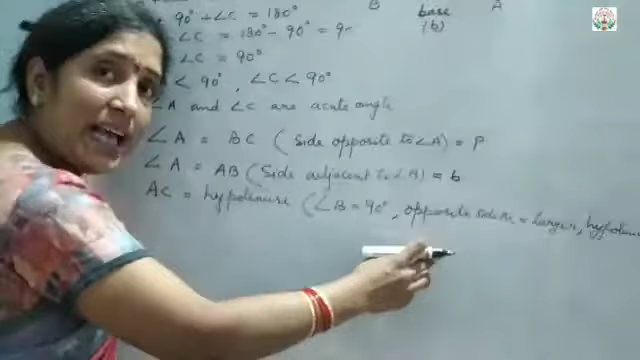 90° + ∠C = 180°
B base A
∠C = 180° - 90° = 9
(b)
∠C = 90°
< 90°, ∠C < 90°
∠A and ∠C are acute angle
∠A = BC (Side opposite to ∠A) = P
∠A = AB (Side adjacent to ∠A) = b
AC = hypotenuse (∠B = 90°, opposite side = larger, hypotenu